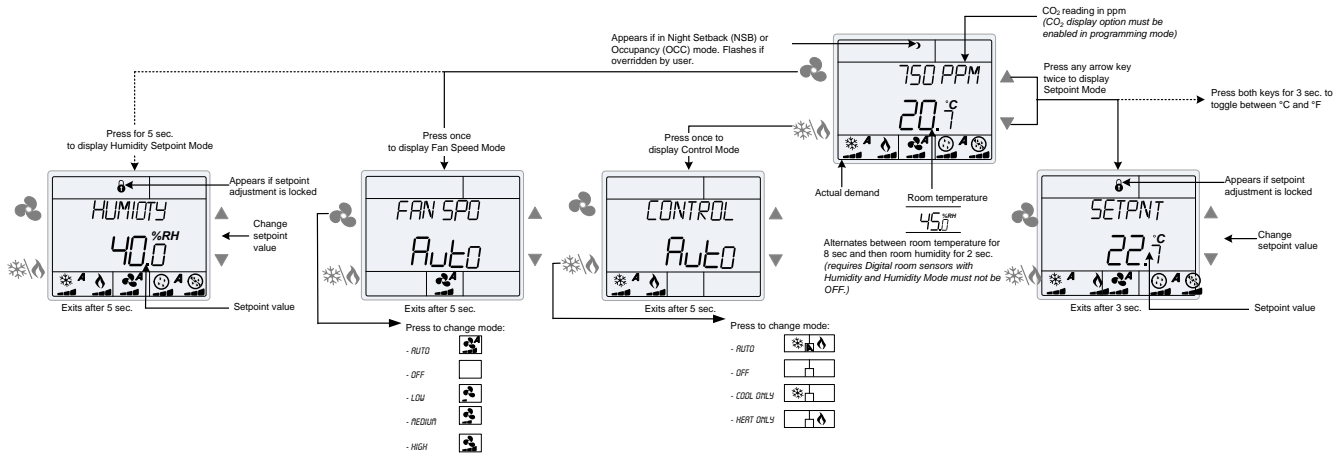 CO₂ reading in ppm
(CO₂ display option must be
enabled in programming mode)
Appears if in Night Setback (NSB) or
Occupancy (OCC) mode. Flashes if
overridden by user.
750 PPM
20.7 °C
A
A
A
Press any arrow key
twice to display
Setpoint Mode
Press both keys for 3 sec. to
toggle between °C and °F
Actual demand
Room temperature
45.0 %RH
Alternates between room temperature for
8 sec and then room humidity for 2 sec.
(requires Digital room sensors with
Humidity and Humidity Mode must not be
OFF.)
Press for 5 sec.
to display Humidity Setpoint Mode
Appears if setpoint
adjustment is locked
HUMIDTY
40.0 %RH
A
A
A
Change
setpoint
value
Setpoint value
Exits after 5 sec.
Press once
to display Fan Speed Mode
FAN SPD
Auto
A
Exits after 5 sec.
Press to change mode:
- AUTO
A
- OFF
- LOW
- MEDIUM
- HIGH
Press once to
display Control Mode
CONTROL
Auto
A
Exits after 5 sec.
Press to change mode:
- AUTO
A
- OFF
- COOL ONLY
- HEAT ONLY
Appears if setpoint
adjustment is locked
SETPNT
22.7 °C
A
A
A
Change
setpoint value
Setpoint value
Exits after 3 sec.